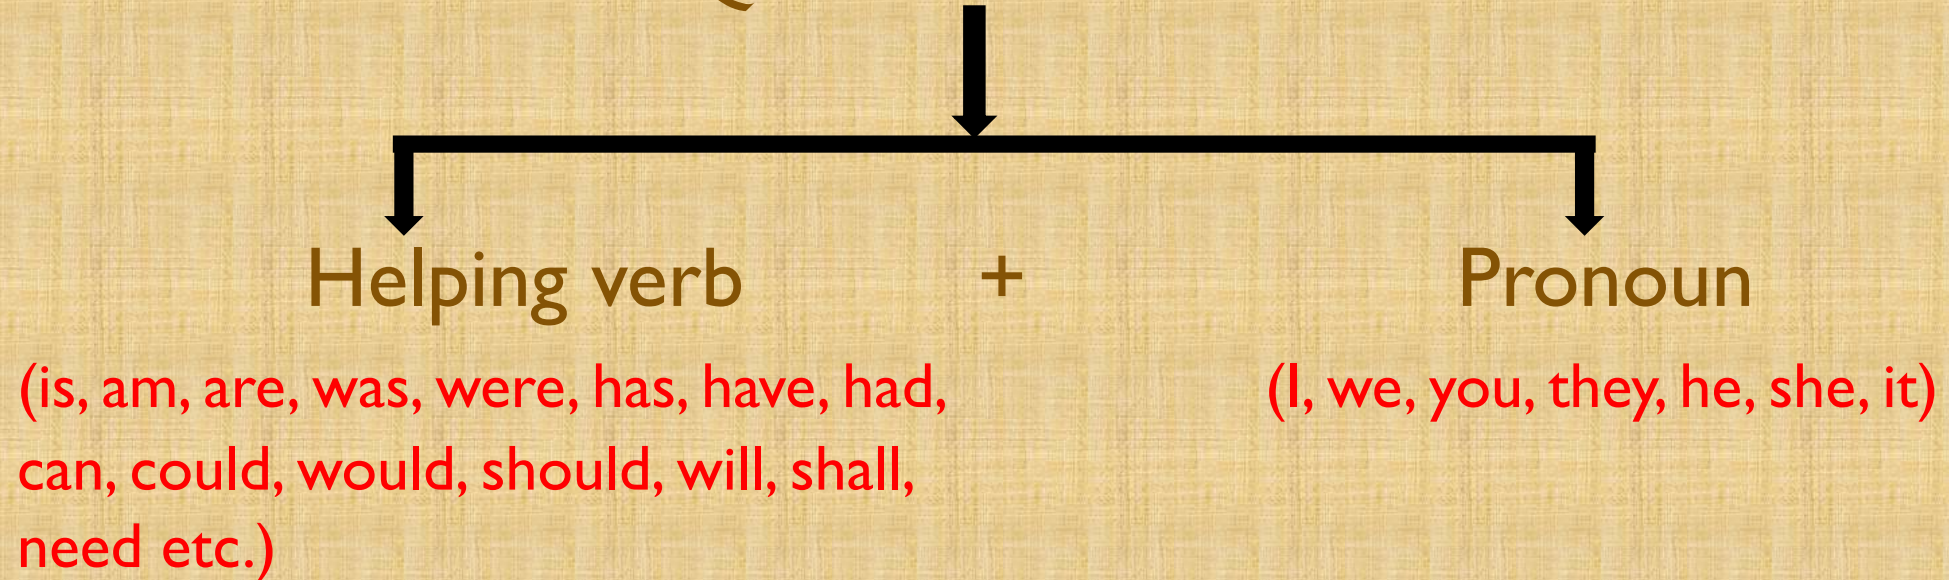 Helping verb + Pronoun
(is, am, are, was, were, has, have, had, (I, we, you, they, he, she, it)
can, could, would, should, will, shall,
need etc.)